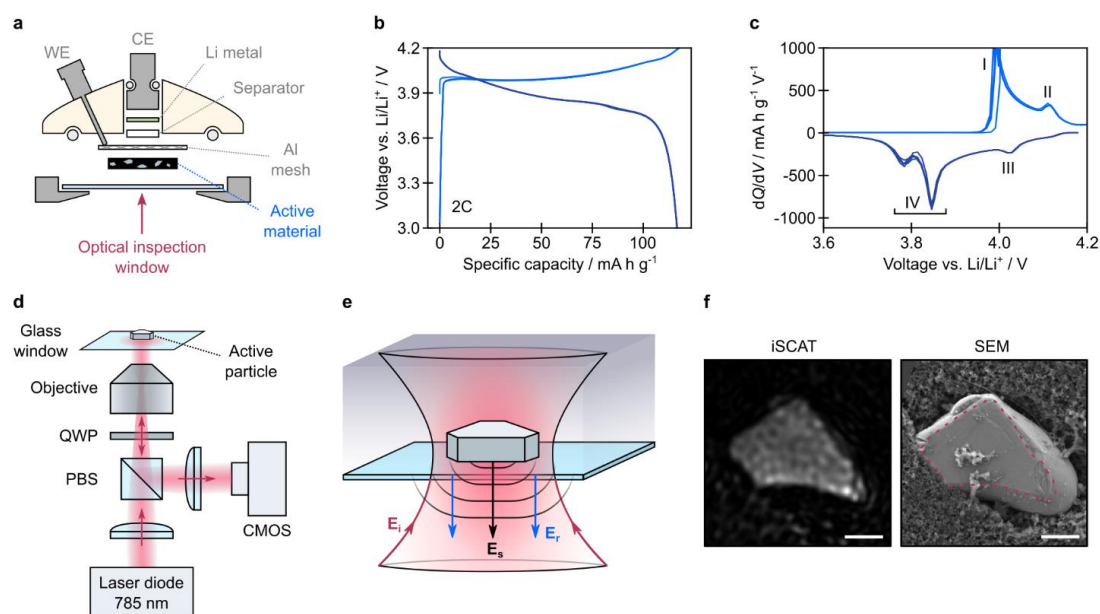 a
WE
CE
Li metal
Separator
Al
mesh
Active
material
Optical inspection
window
b
4.2
3.9
3.6
3.3
3.0
Voltage vs. Li/Li⁺ / V
2C
0 25 50 75 100
Specific capacity / mA h g⁻¹
c
1000
500
0
-500
-1000
dQ/dV / mA h g⁻¹ V⁻¹
I
II
III
IV
3.6 3.8 4.0 4.2
Voltage vs. Li/Li⁺ / V
d
Glass
window
Active
particle
Objective
QWP
PBS
CMOS
Laser diode
785 nm
e
Eᵢ
Eₛ
Eᵣ
f
iSCAT
SEM